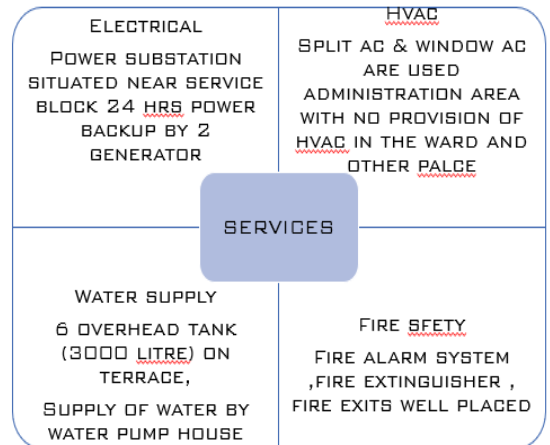 ELECTRICAL
POWER SUBSTATION
SITUATED NEAR SERVICE
BLOCK 24 HRS POWER
BACKUP BY 2
GENERATOR
HVAC
SPLIT AC & WINDOW AC
ARE USED
ADMINISTRATION AREA
WITH NO PROVISION OF
HVAC IN THE WARD AND
OTHER PALCE
SERVICES
WATER SUPPLY
6 OVERHEAD TANK
(3000 LITRE) ON
TERRACE,
SUPPLY OF WATER BY
WATER PUMP HOUSE
FIRE SFETY
FIRE ALARM SYSTEM
,FIRE EXTINGUISHER ,
FIRE EXITS WELL PLACED